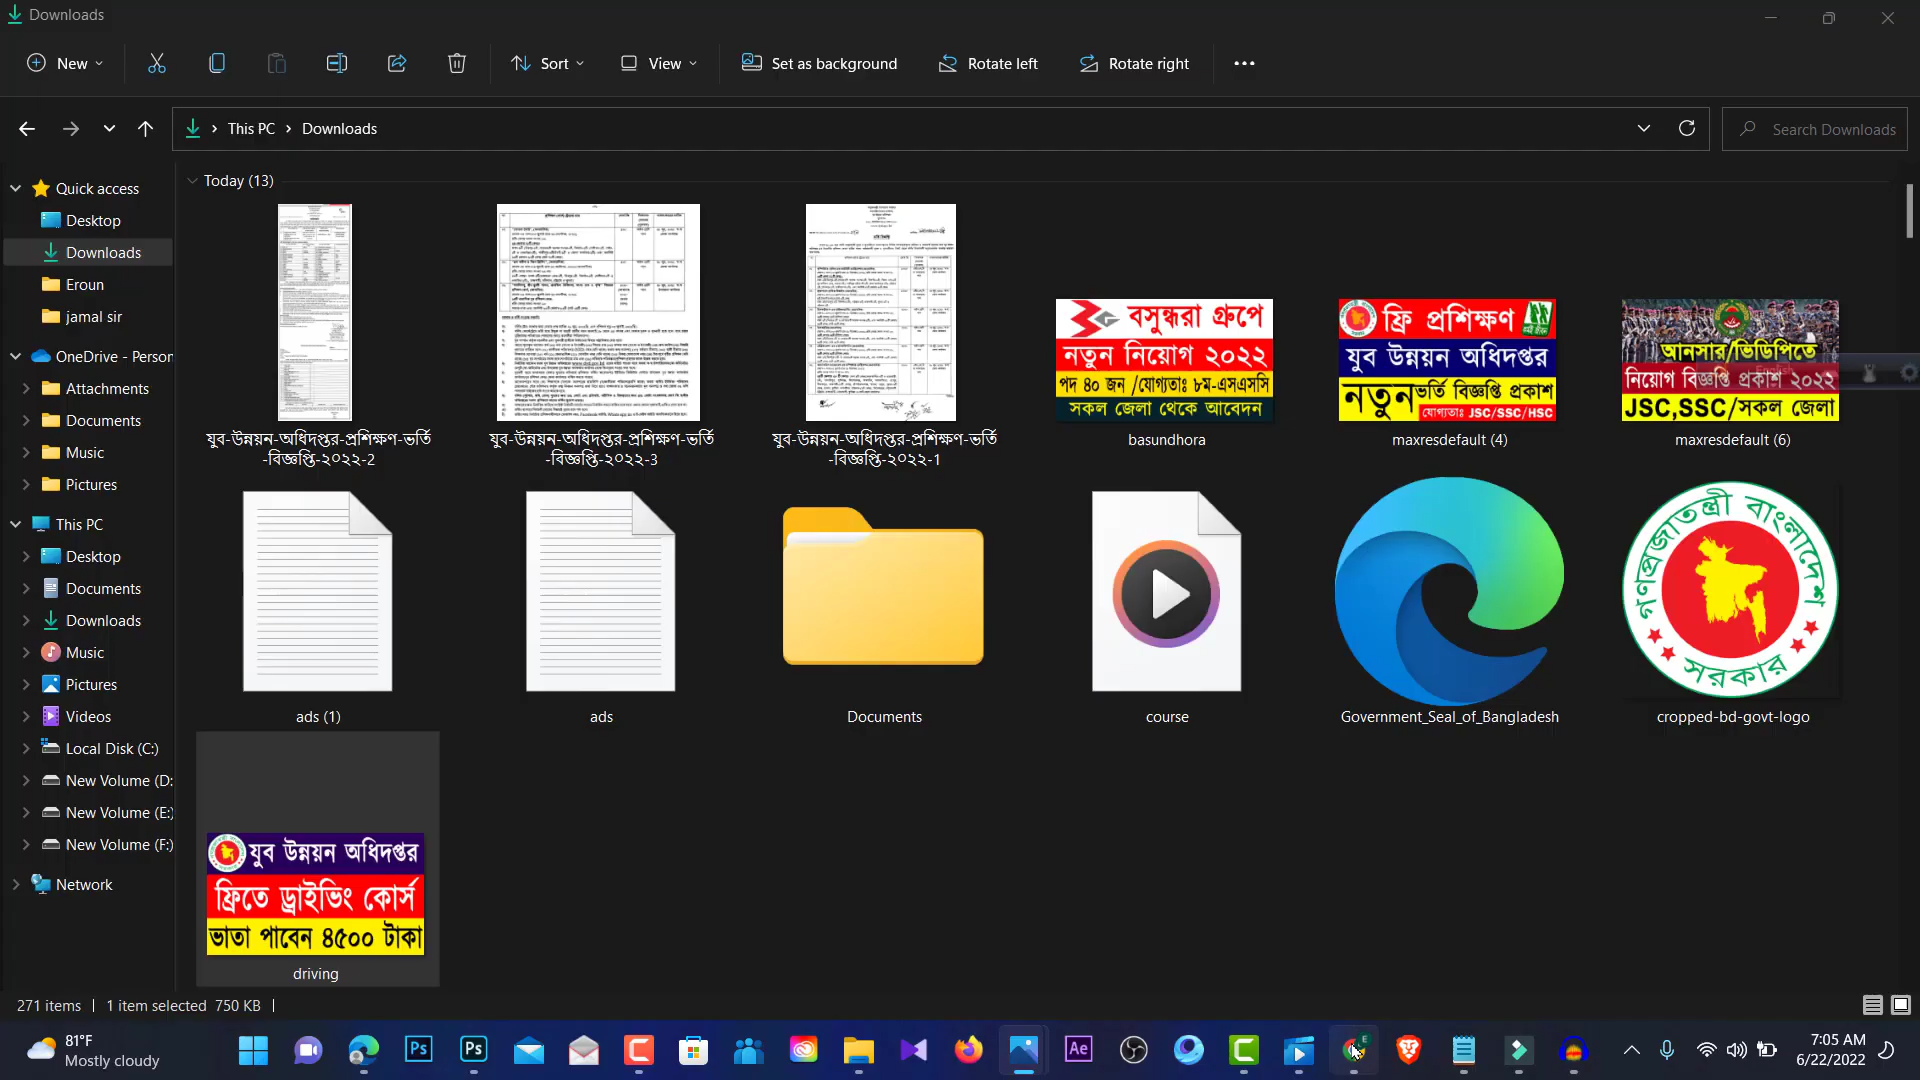 Downloads
New
Sort
View
Set as background
Rotate left
Rotate right
This PC
Downloads
Search Downloads
Quick access
Desktop
Downloads
Eroun
jamal sir
OneDrive - Person
Attachments
Documents
Music
Pictures
This PC
Desktop
Documents
Downloads
Music
Pictures
Videos
Local Disk (C:)
New Volume (D:
New Volume (E:)
New Volume (F:)
Network
Today (13)
যুব-উন্নয়ন-অধিদপ্তর-প্রশিক্ষণ-ভর্তি
-বিজ্ঞপ্তি-২০২২-2
যুব-উন্নয়ন-অধিদপ্তর-প্রশিক্ষণ-ভর্তি
-বিজ্ঞপ্তি-২০২২-3
যুব-উন্নয়ন-অধিদপ্তর-প্রশিক্ষণ-ভর্তি
-বিজ্ঞপ্তি-২০২২-1
বসুন্ধরা গ্রুপে
নতুন নিয়োগ ২০২২
পদ ৪০ জন /যোগ্যতাঃ ৮ম-এসএসসি
সকল জেলা থেকে আবেদন
basundhora
ফ্রি প্রশিক্ষণ
যুব উন্নয়ন অধিদপ্তর
নতুন ভর্তি বিজ্ঞপ্তি প্রকাশ
যোগ্যতাঃ JSC/SSC/HSC
maxresdefault (4)
আনসার/ভিডিপিতে
নিয়োগ বিজ্ঞপ্তি প্রকাশ ২০২২
JSC,SSC/সকল জেলা
English
maxresdefault (6)
ads (1)
ads
Documents
course
Government_Seal_of_Bangladesh
গণপ্রজাতন্ত্রী বাংলাদেশ
সরকার
cropped-bd-govt-logo
যুব উন্নয়ন অধিদপ্তর
ফ্রিতে ড্রাইভিং কোর্স
ভাতা পাবেন ৪৫০০ টাকা
driving
271 items
1 item selected 750 KB
81°F
Mostly cloudy
Ps
Ps
Ae
E
7:05 AM
6/22/2022